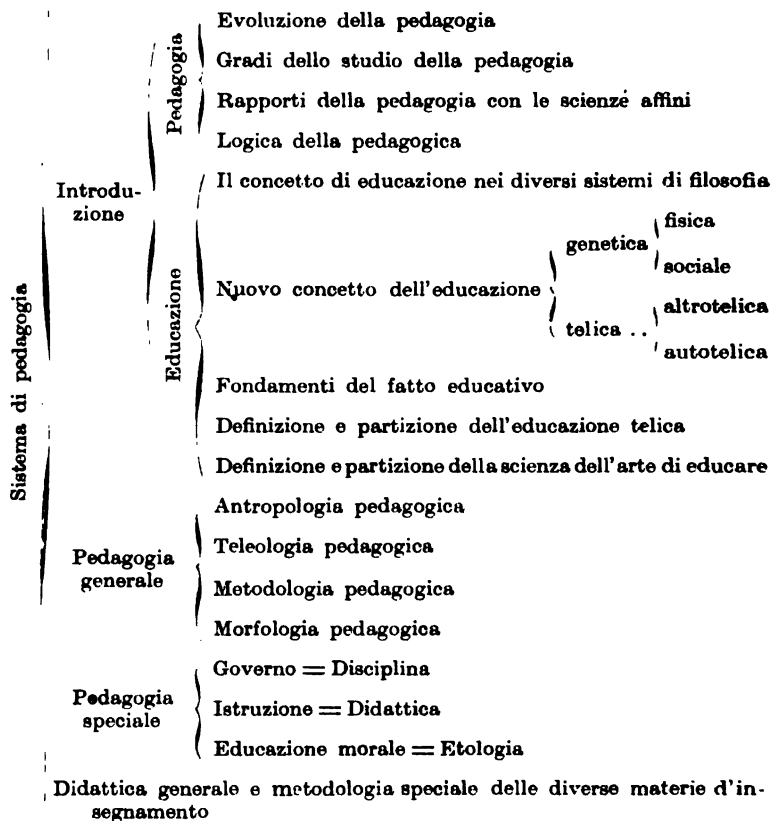 Sistema di pedagogia
Introdu-
zione
Pedagogia
Evoluzione della pedagogia
Gradi dello studio della pedagogia
Rapporti della pedagogia con le scienze affini
Logica della pedagogica
Educazione
Il concetto di educazione nei diversi sistemi di filosofia
Nuovo concetto dell'educazione
genetica
fisica
sociale
telica ..
altrotelica
autotelica
Fondamenti del fatto educativo
Definizione e partizione dell'educazione telica
Definizione e partizione della scienza dell'arte di educare
Pedagogia
generale
Antropologia pedagogica
Teleologia pedagogica
Metodologia pedagogica
Morfologia pedagogica
Pedagogia
speciale
Governo = Disciplina
Istruzione = Didattica
Educazione morale = Etologia
Didattica generale e metodologia speciale delle diverse materie d'in-
segnamento